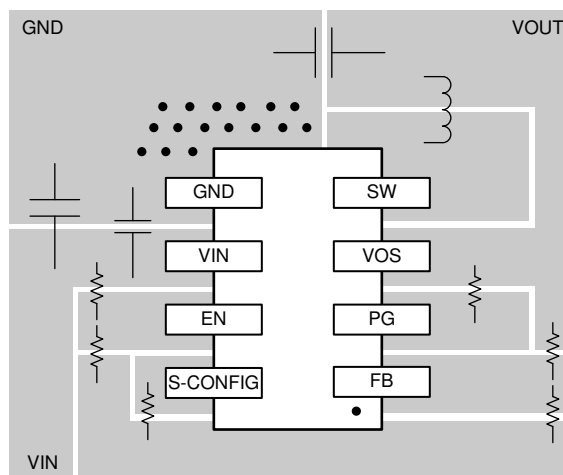 GND
VOUT
GND
SW
VIN
VOS
EN
PG
S-CONFIG
FB
VIN